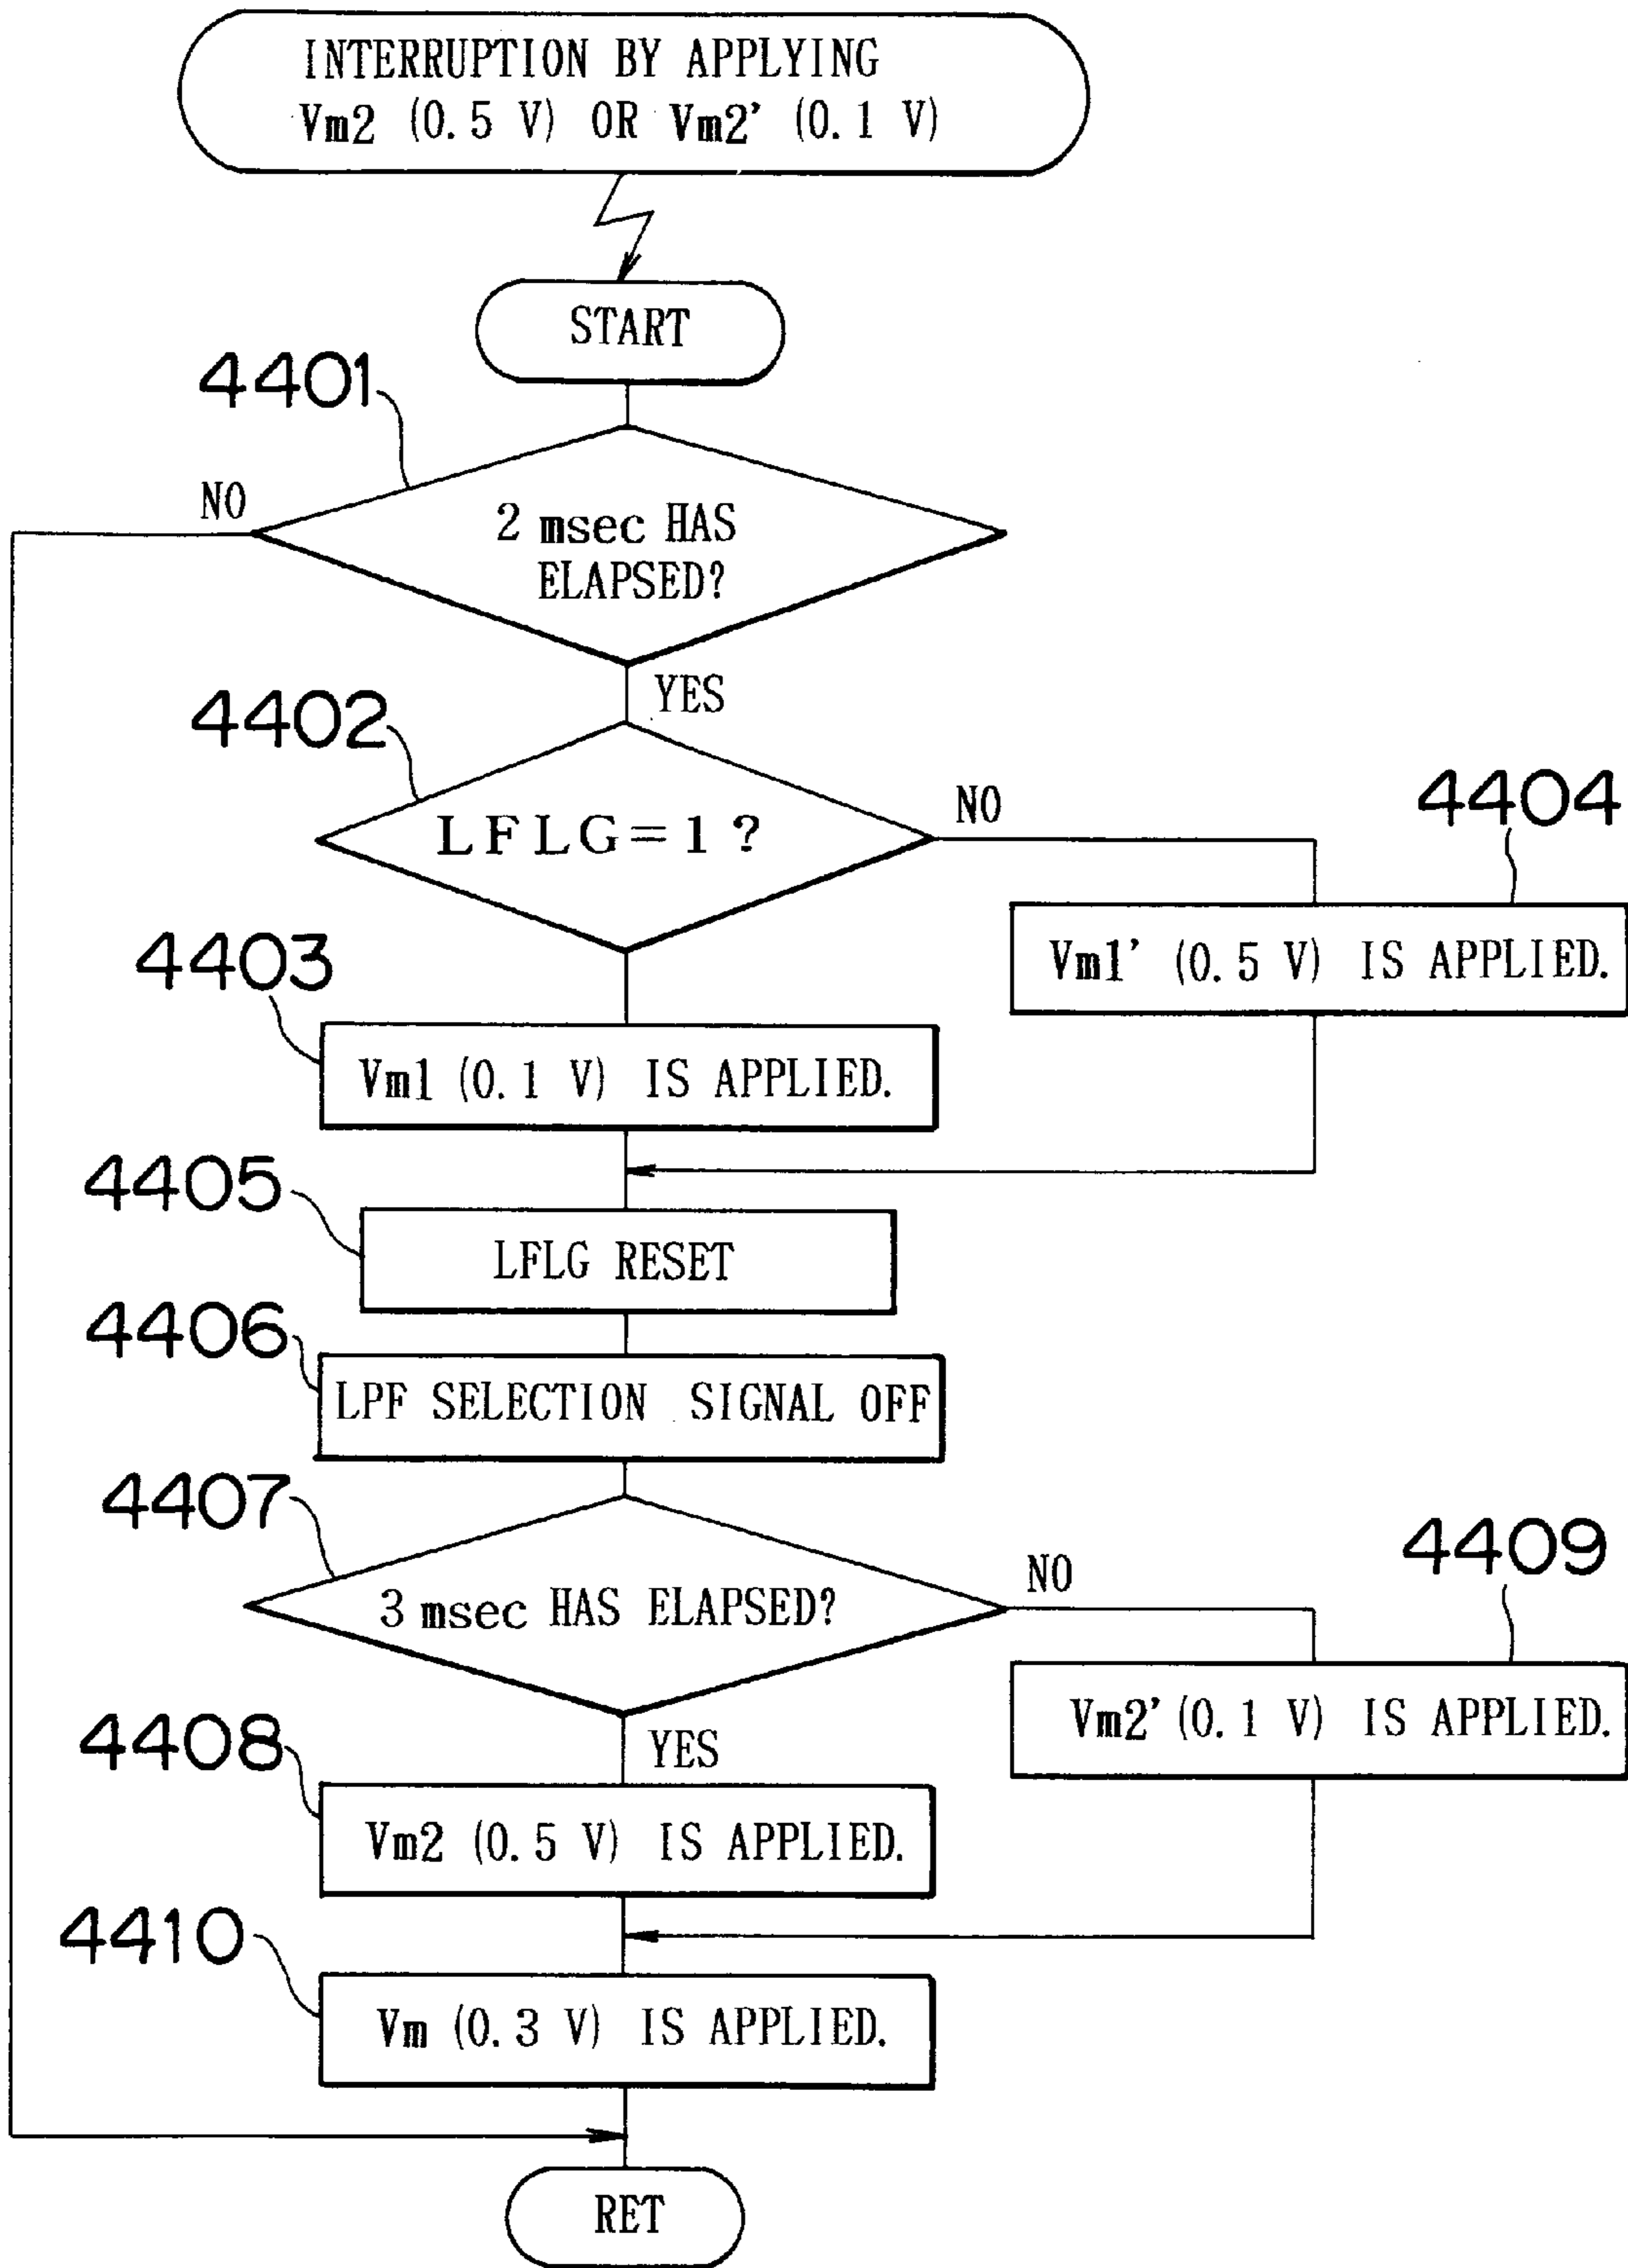 INTERRUPTION BY APPLYING
Vm2 (0.5 V) OR Vm2' (0.1 V)
START
4401
NO
2 msec HAS
ELAPSED?
YES
4402
LFLG=1?
NO
4404
Vm1' (0.5 V) IS APPLIED.
4403
Vm1 (0.1 V) IS APPLIED.
4405
LFLG RESET
4406
LPF SELECTION SIGNAL OFF
4407
3 msec HAS ELAPSED?
NO
4409
Vm2' (0.1 V) IS APPLIED.
YES
4408
Vm2 (0.5 V) IS APPLIED.
4410
Vm (0.3 V) IS APPLIED.
RET